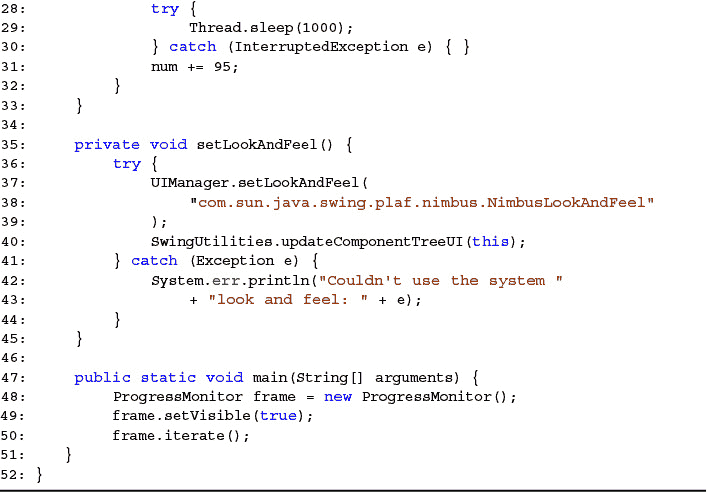 28:             try {
29:                 Thread.sleep(1000);
30:             } catch (InterruptedException e) { }
31:             num += 95;
32:         }
33:     }
34:
35:     private void setLookAndFeel() {
36:         try {
37:             UIManager.setLookAndFeel(
38:                 "com.sun.java.swing.plaf.nimbus.NimbusLookAndFeel"
39:             );
40:             SwingUtilities.updateComponentTreeUI(this);
41:         } catch (Exception e) {
42:             System.err.println("Couldn't use the system "
43:                 + "look and feel: " + e);
44:         }
45:     }
46:
47:     public static void main(String[] arguments) {
48:         ProgressMonitor frame = new ProgressMonitor();
49:         frame.setVisible(true);
50:         frame.iterate();
51:    }
52: }